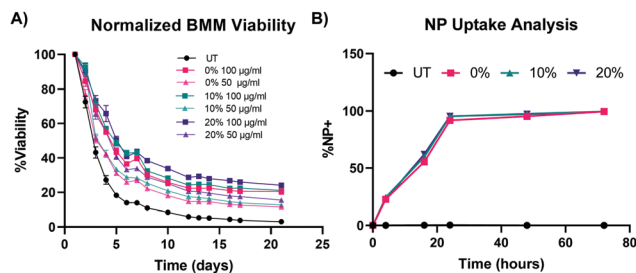 A)
Normalized BMM Viability
%Viability
100
80
60
40
20
0
0
5
10
15
20
25
Time (days)
UT
0% 100 µg/ml
0% 50 µg/ml
10% 100 µg/ml
10% 50 µg/ml
20% 100 µg/ml
20% 50 µg/ml
B)
NP Uptake Analysis
UT
0%
10%
20%
%NP+
150
100
50
0
0
20
40
60
80
Time (hours)